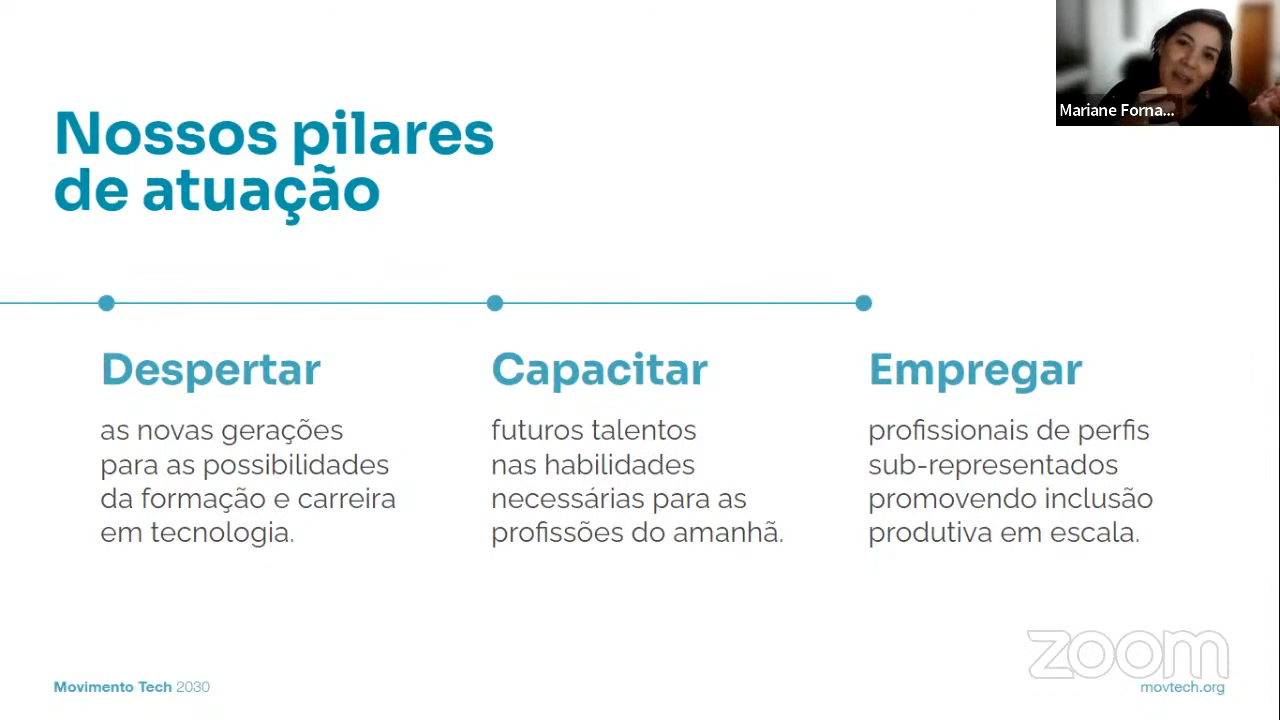 Mariane Forna...
Nossos pilares
de atuação
Despertar
as novas gerações
para as possibilidades
da formação e carreira
em tecnologia.
Capacitar
futuros talentos
nas habilidades
necessárias para as
profissões do amanhã.
Empregar
profissionais de perfis
sub-representados
promovendo inclusão
produtiva em escala.
zoom
Movimento Tech 2030
movtech.org